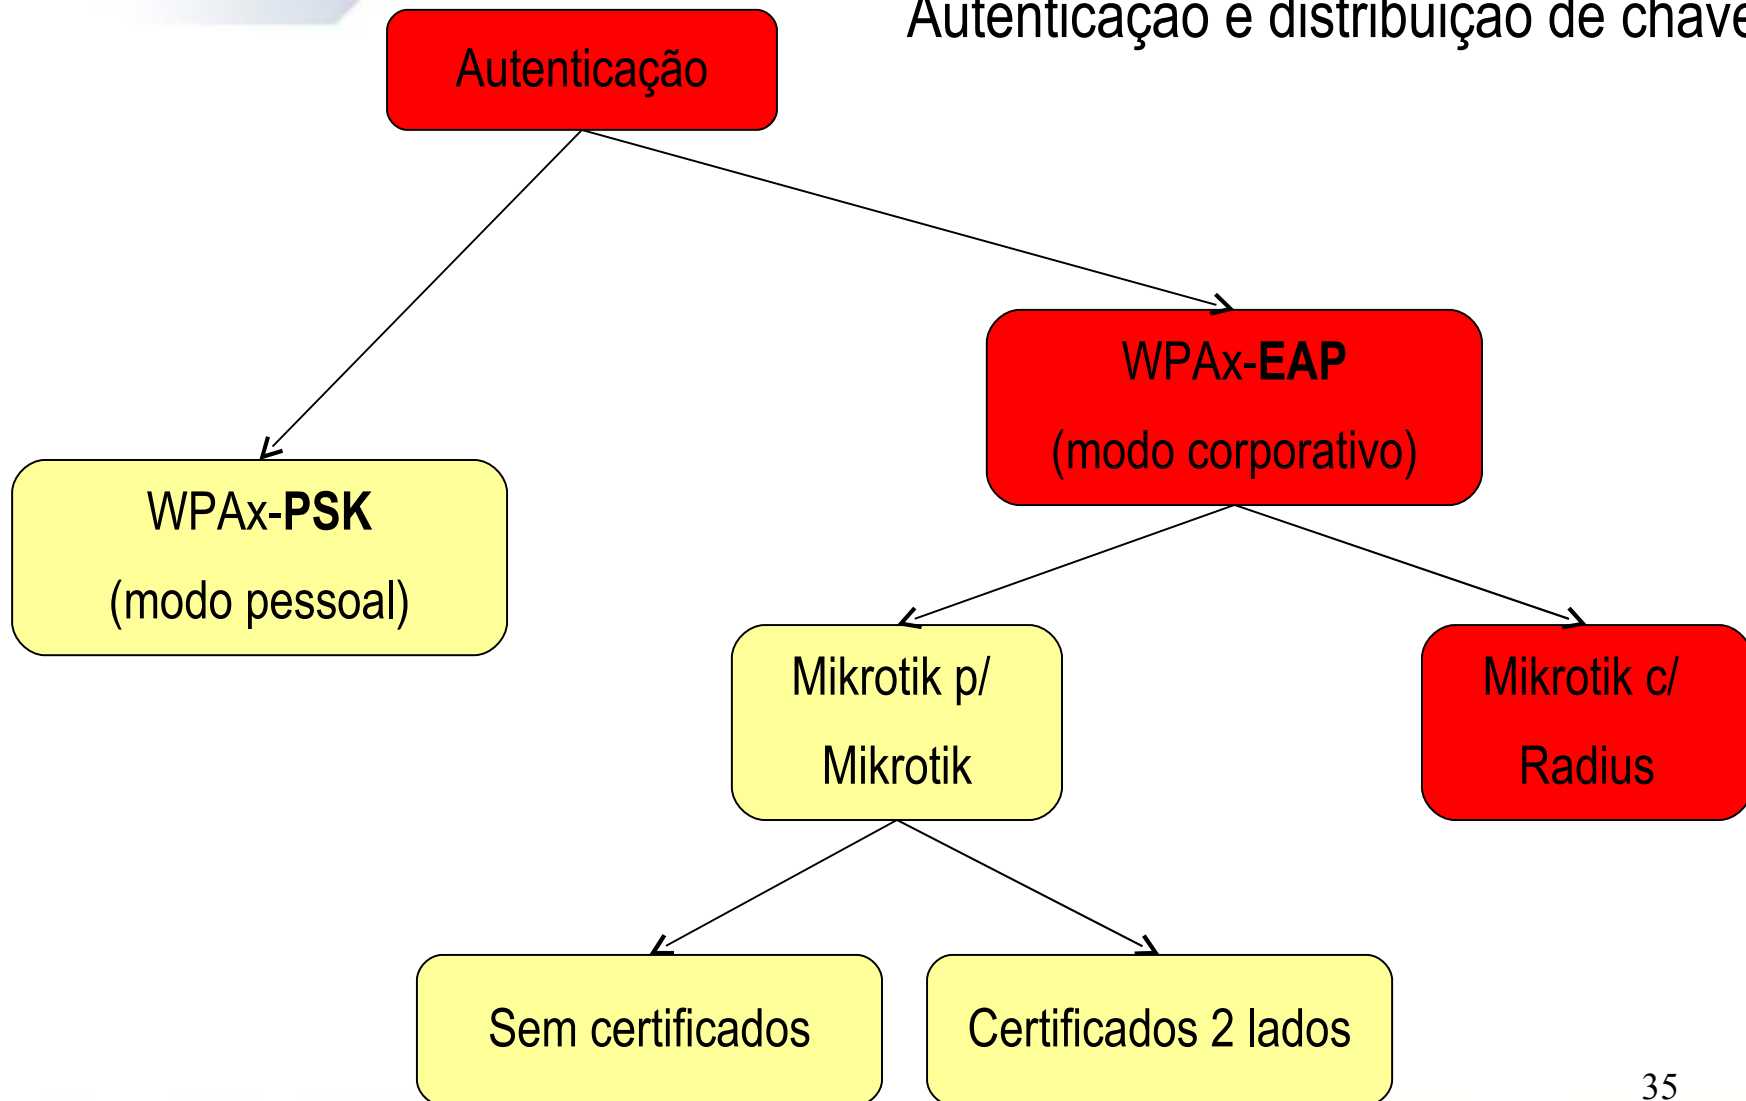 Autenticação e distribuição de chave
Autenticação
WPAx-EAP
(modo corporativo)
WPAx-PSK
(modo pessoal)
Mikrotik p/
Mikrotik
Mikrotik c/
Radius
Sem certificados
Certificados 2 lados
35